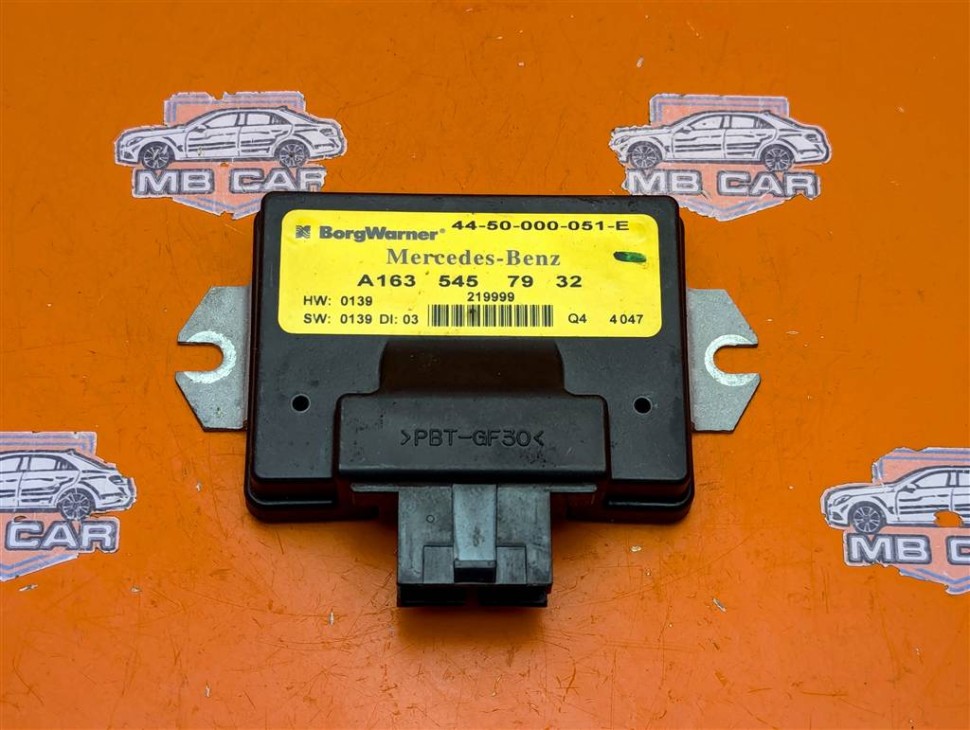 MB CAR
MB CAR
BorgWarner® 44-50-000-051-E
Mercedes-Benz
A163 545 79 32
HW: 0139 219999
SW: 0139 DI: 03 Q4 4047
>PBT-GF30<
CAR
MB CAR